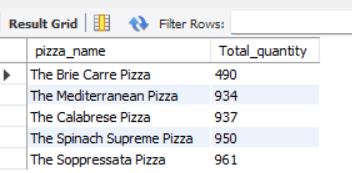 Result Grid Filter Rows:
pizza_name Total_quantity
The Brie Carre Pizza 490
The Mediterranean Pizza 934
The Calabrese Pizza 937
The Spinach Supreme Pizza 950
The Soppressata Pizza 961